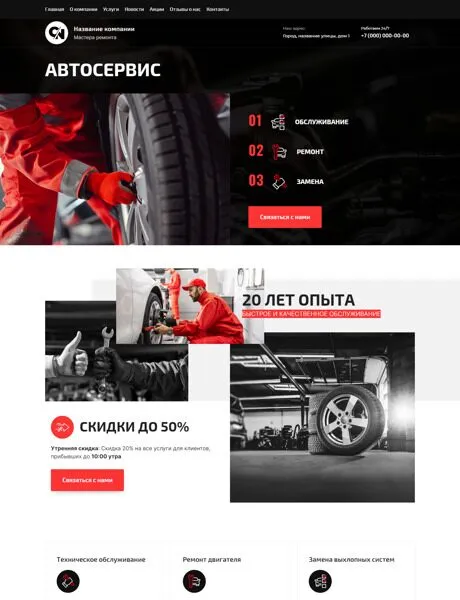 Главная О компании Услуги Новости Акции Отзывы о нас Контакты
Название компании
Мастера ремонта
Наш адрес:
Город, название улицы, дом 1
Работаем 24/7
+7 (000) 000-00-00
АВТОСЕРВИС
01 ОБСЛУЖИВАНИЕ
02 РЕМОНТ
03 ЗАМЕНА
Связаться с нами
20 ЛЕТ ОПЫТА
БЫСТРОЕ И КАЧЕСТВЕННОЕ ОБСЛУЖИВАНИЕ
СКИДКИ ДО 50%
Утренняя скидка: Скидка 20% на все услуги для клиентов,
прибывших до 10:00 утра
Связаться с нами
Техническое обслуживание
Ремонт двигателя
Замена выхлопных систем